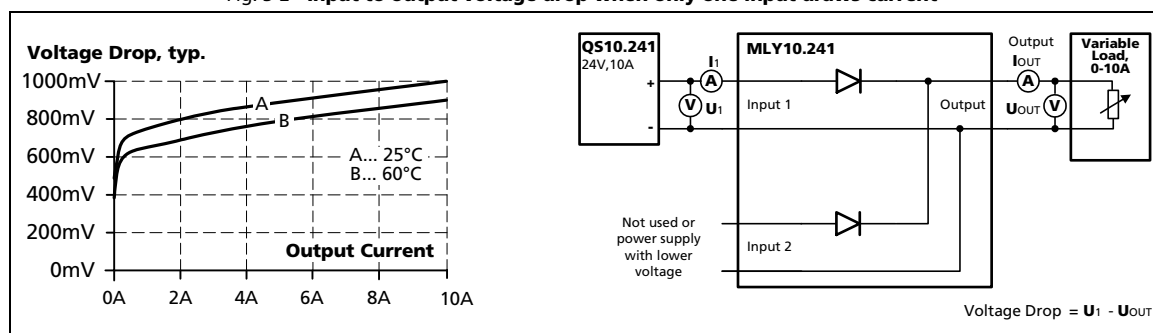 Input to output voltage drop when only one input draws current
Voltage Drop, typ.
1000mV
800mV
600mV
400mV
200mV
0mV
A
B
A... 25°C
B... 60°C
Output Current
0A
2A
4A
6A
8A
10A
QS10.241
24V,10A
+
-
I1
A
V
U1
MLY10.241
Input 1
Output
Input 2
Not used or
power supply
with lower
voltage
Output
IOUT
A
UOUT
V
Variable
Load,
0-10A
Voltage Drop = U1 - UOUT